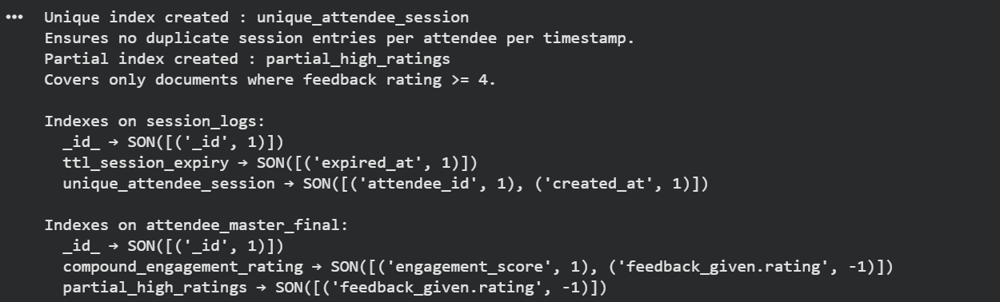 Unique index created : unique_attendee_session
Ensures no duplicate session entries per attendee per timestamp.
Partial index created : partial_high_ratings
Covers only documents where feedback rating >= 4.
Indexes on session_logs:
_id_ → SON([('_id', 1)])
ttl_session_expiry → SON([('expired_at', 1)])
unique_attendee_session → SON([('attendee_id', 1), ('created_at', 1)])
Indexes on attendee_master_final:
_id_ → SON([('_id', 1)])
compound_engagement_rating → SON([('engagement_score', 1), ('feedback_given.rating', -1)])
partial_high_ratings → SON([('feedback_given.rating', -1)])